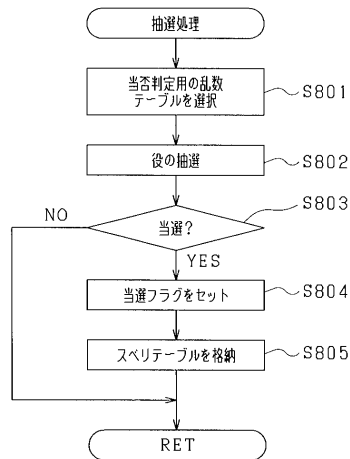 抽選処理
当否判定用の乱数
テーブルを選択
S801
役の抽選
S802
当選?
S803
NO
YES
当選フラグをセット
S804
スベリテーブルを格納
S805
RET